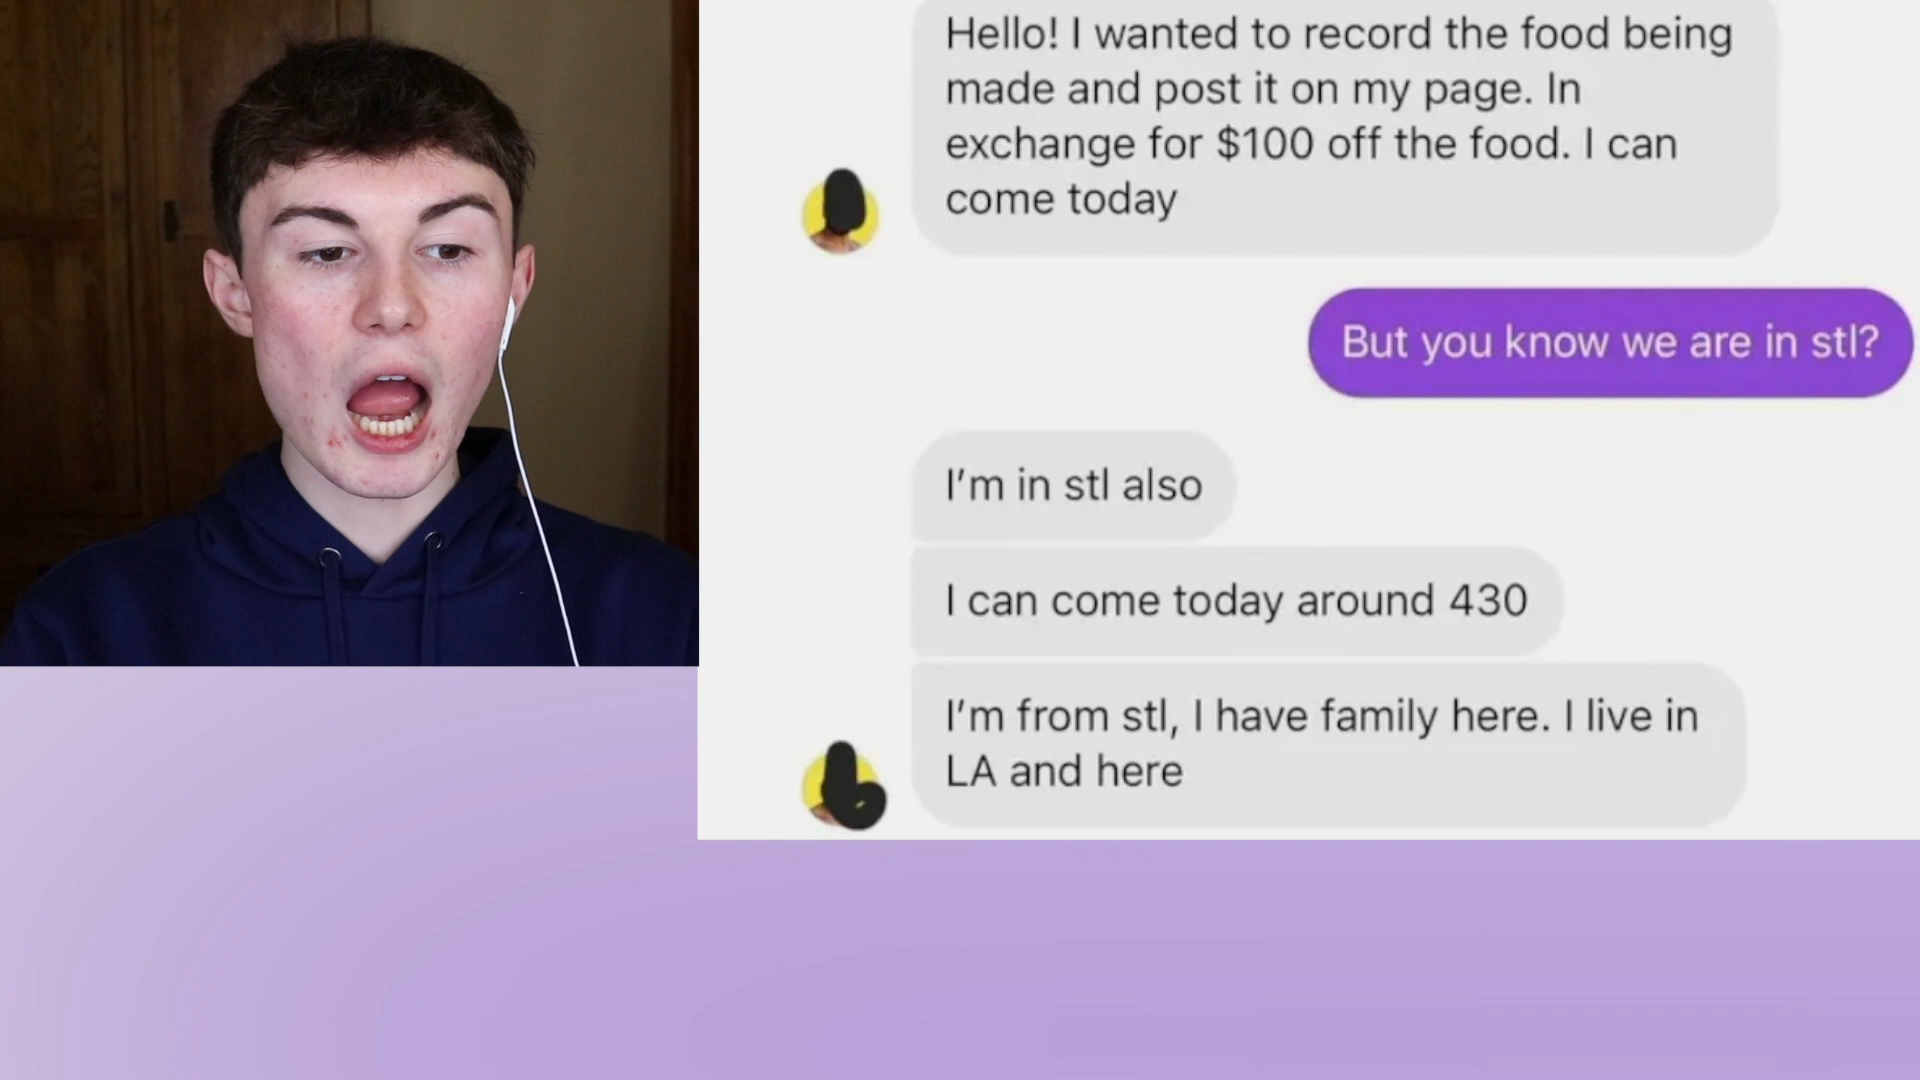 Hello! I wanted to record the food being
made and post it on my page. In
exchange for $100 off the food. I can
come today
But you know we are in stl?
I'm in stl also
I can come today around 430
I'm from stl, I have family here. I live in
LA and here